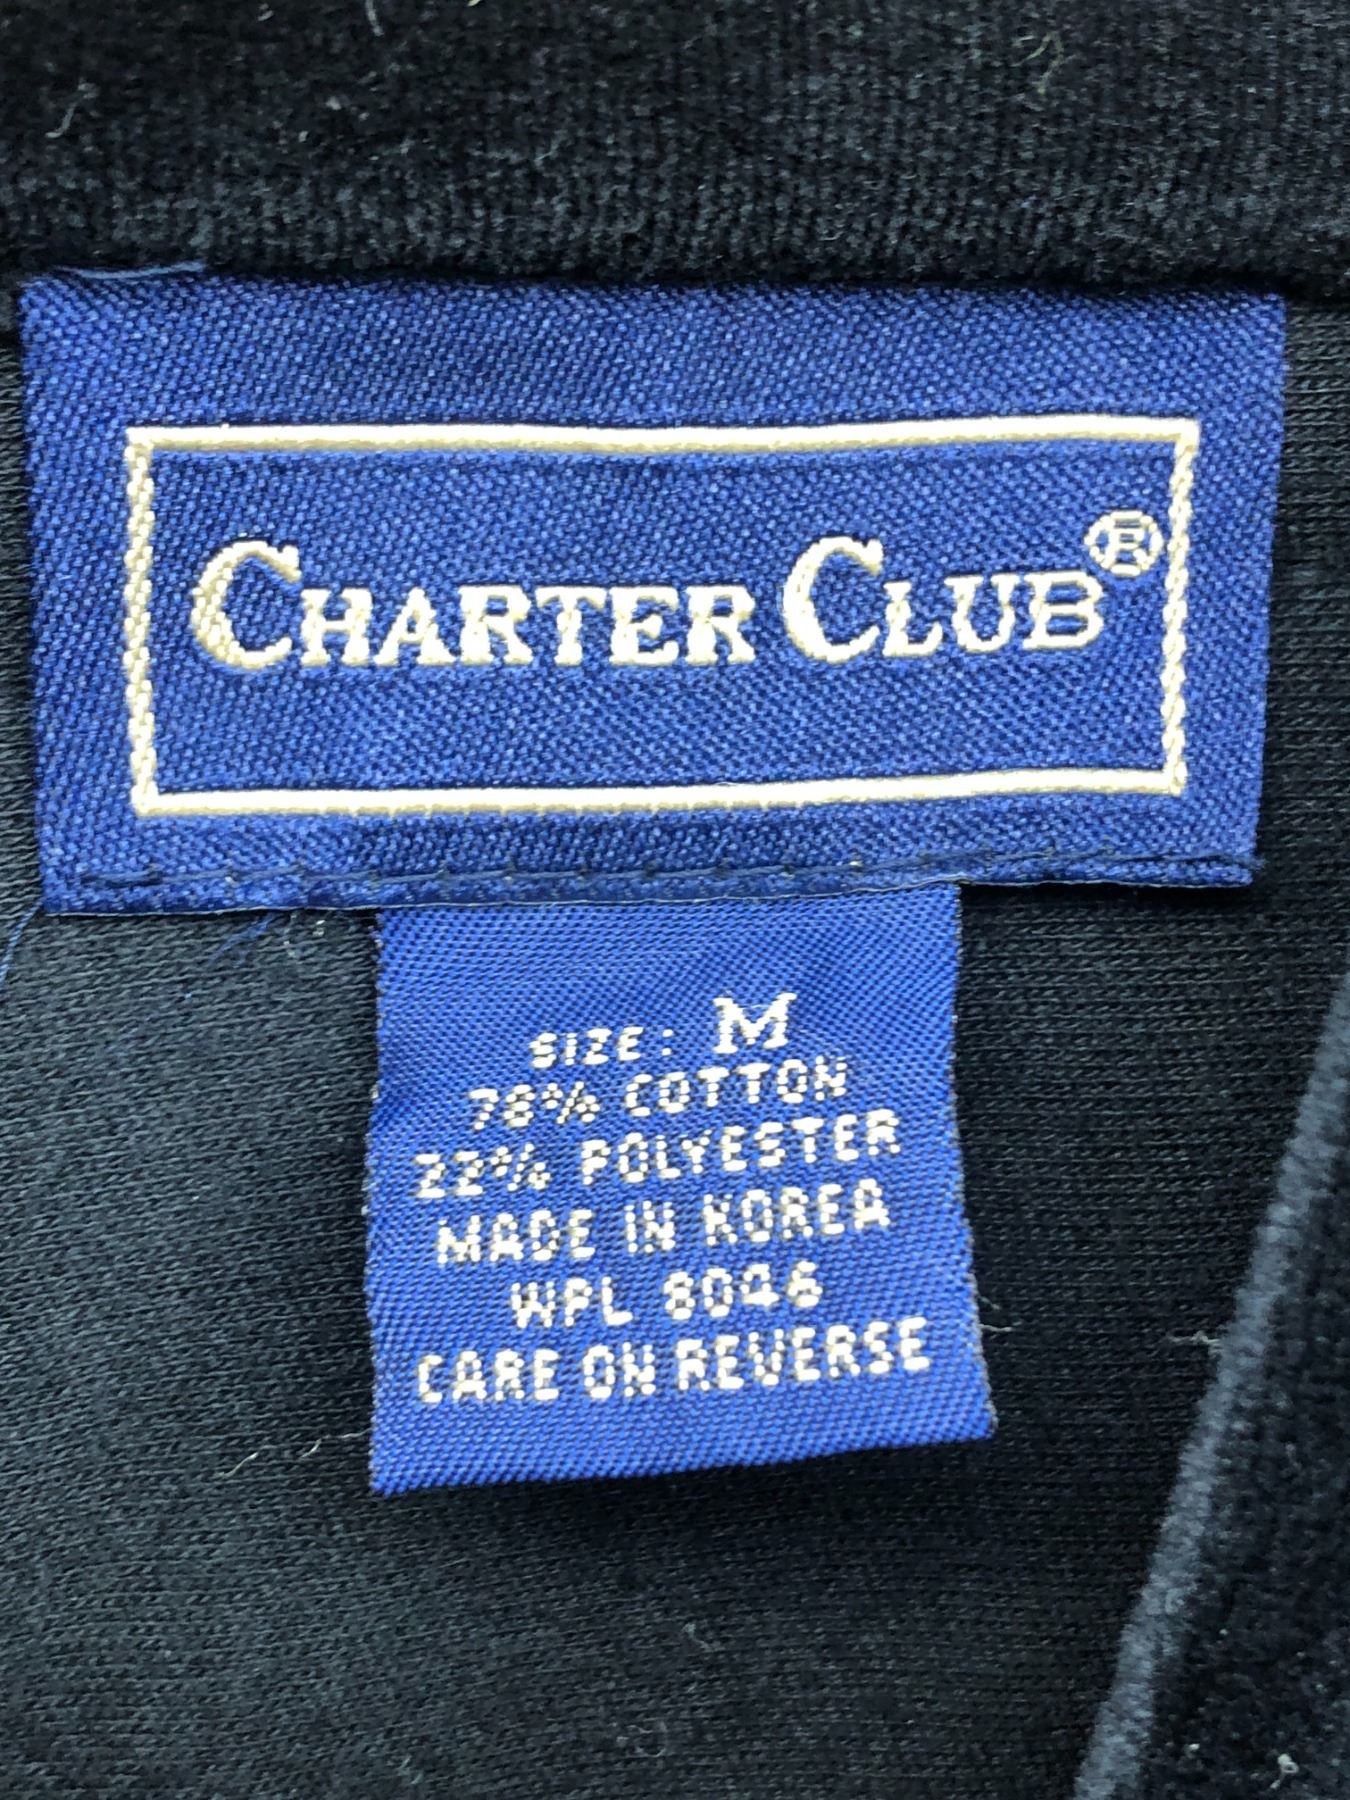 CHARTER CLUB®
SIZE: M
78% COTTON
22% POLYESTER
MADE IN KOREA
WPL 8046
CARE ON REVERSE